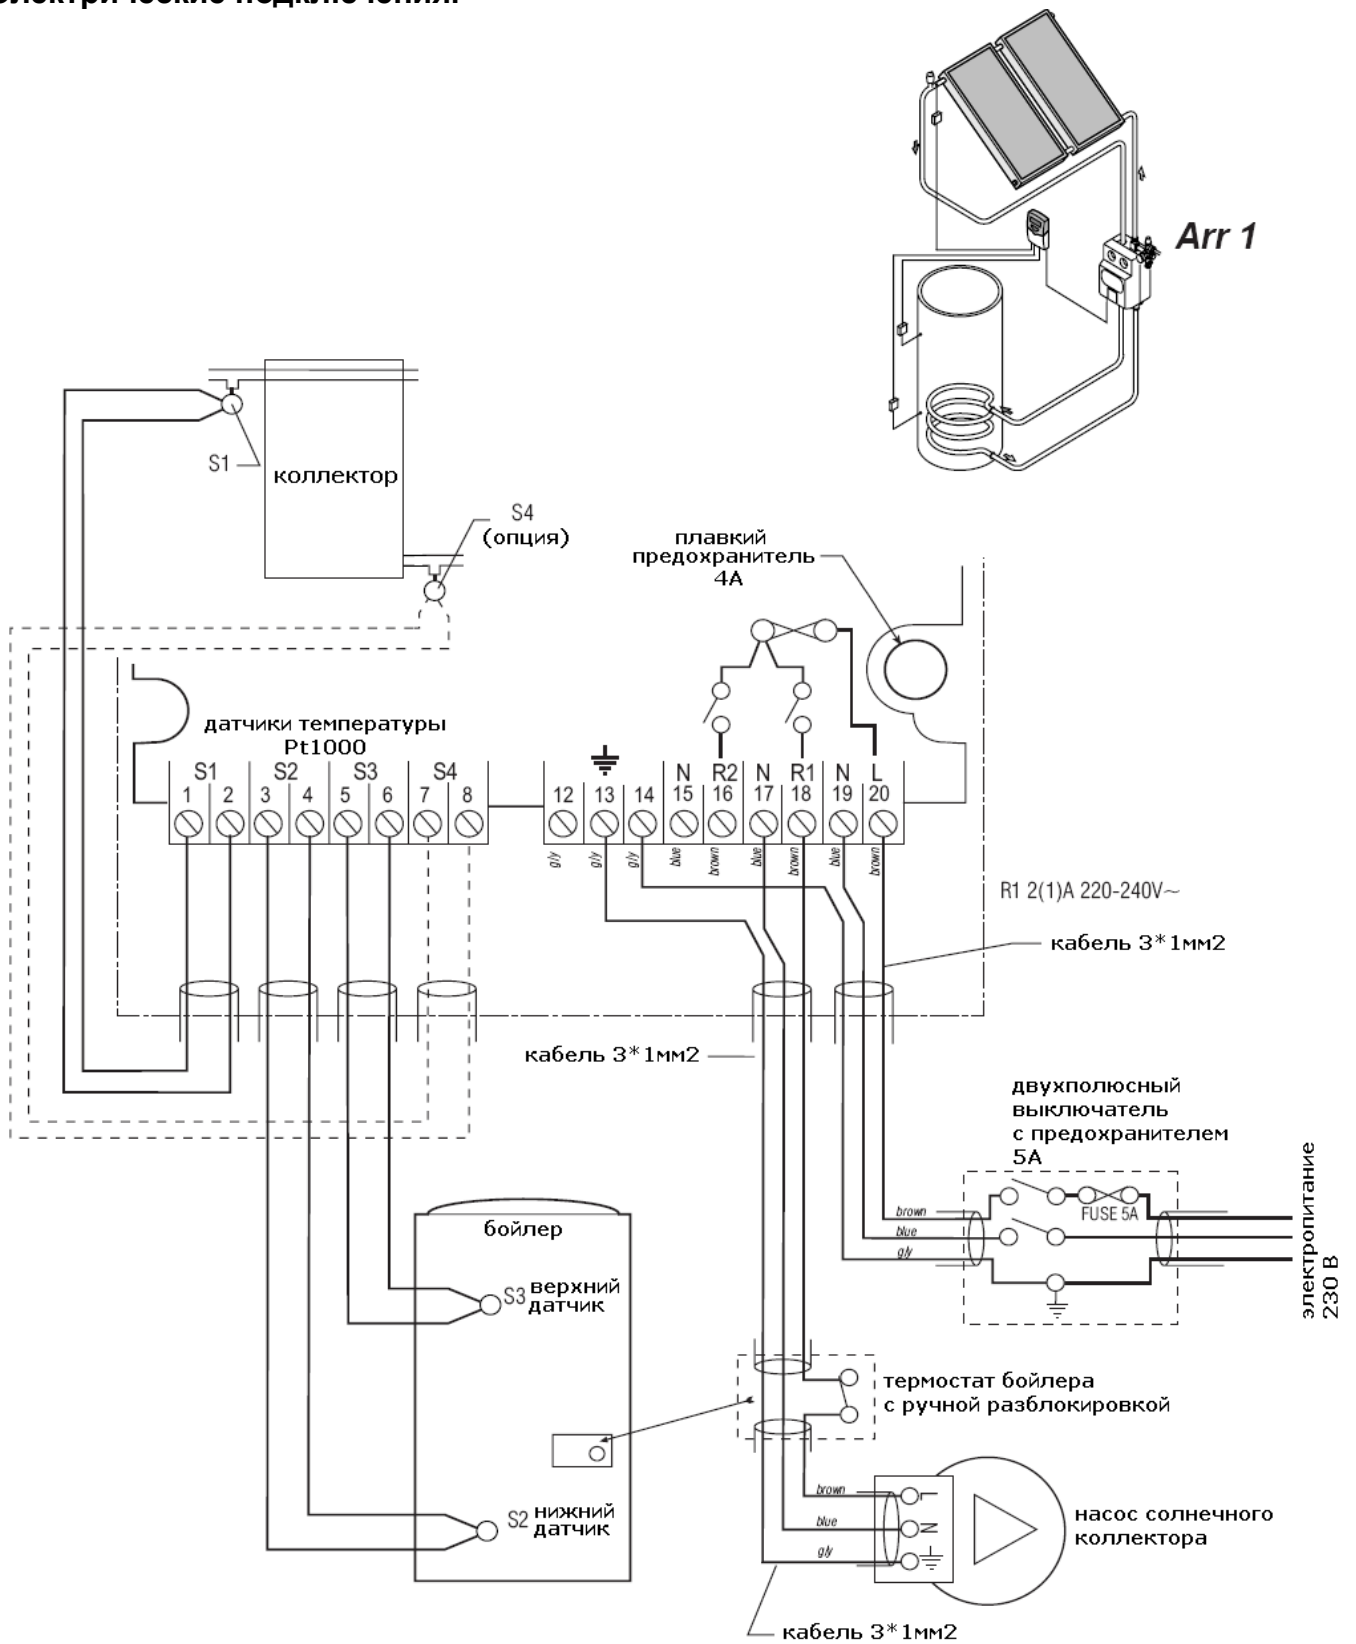 Arr 1
S1
коллектор
S4
(опция)
плавкий
предохранитель
4А
датчики температуры
Pt1000
S1 S2 S3 S4
1 2 3 4 5 6 7 8
N R2 N R1 N L
12 13 14 15 16 17 18 19 20
g/y g/y g/y blue brown blue brown blue brown
R1 2(1)A 220-240V~
кабель 3*1мм2
кабель 3*1мм2
двухполюсный
выключатель
с предохранителем
5А
FUSE 5A
brown
blue
g/y
электропитание
230 В
бойлер
S3 верхний
датчик
термостат бойлера
с ручной разблокировкой
S2 нижний
датчик
brown
blue
g/y
L
N
насос солнечного
коллектора
кабель 3*1мм2